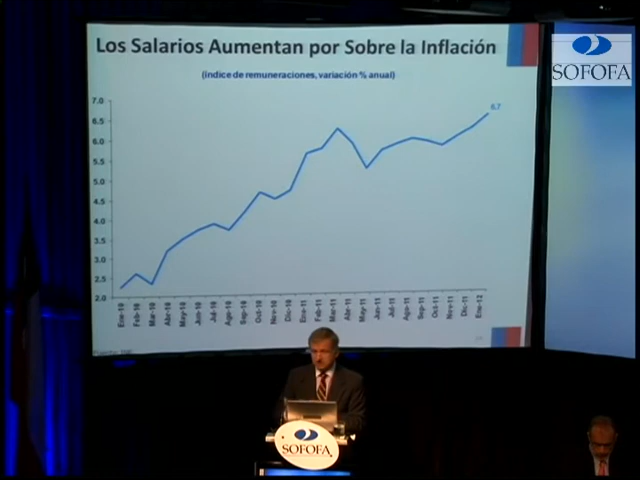 Los Salarios Aumentan por Sobre la Inflación
(índice de remuneraciones, variación % anual)
SOFOFA
7.0
6.5
6.0
5.5
5.0
4.5
4.0
3.5
3.0
2.5
2.0
6.7
Ene-10
Feb-10
Mar-10
Abr-10
May-10
Jun-10
Jul-10
Ago-10
Sep-10
Oct-10
Nov-10
Dic-10
Ene-11
Feb-11
Mar-11
Abr-11
May-11
Jun-11
Jul-11
Ago-11
Sep-11
Oct-11
Nov-11
Dic-11
Ene-12
Fuente: INE
SOFOFA